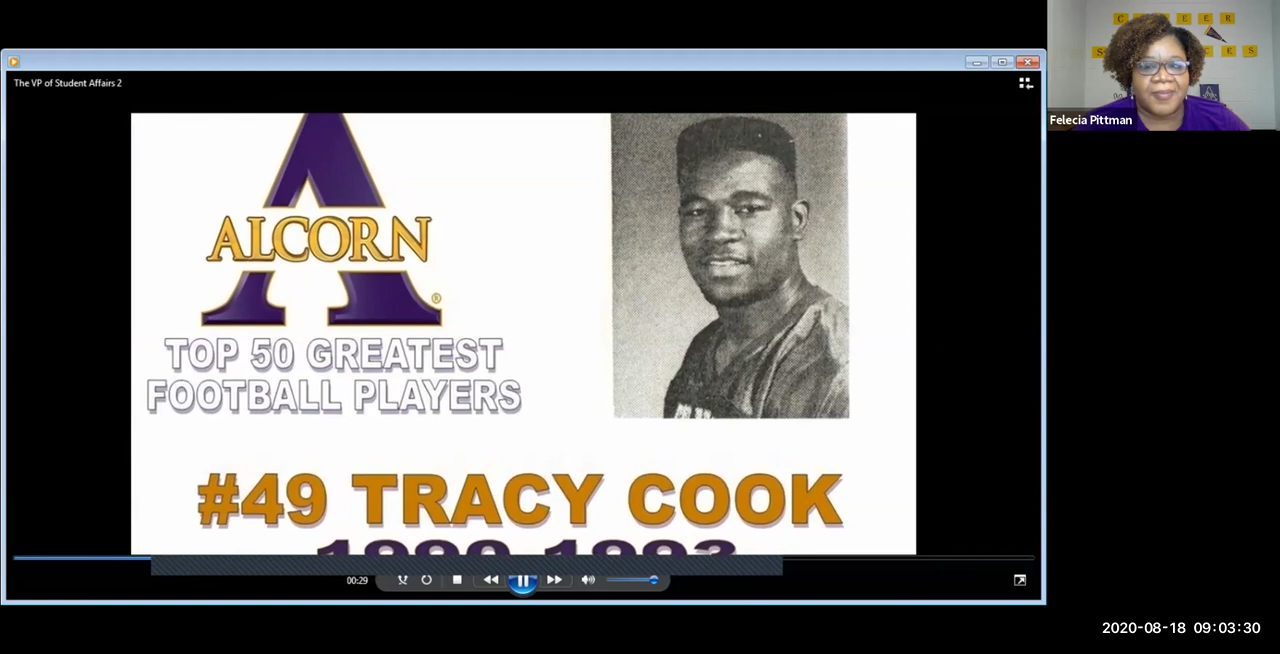 The VP of Student Affairs 2
ALCORN
®
TOP 50 GREATEST
FOOTBALL PLAYERS
#49 TRACY COOK
00:29
Felecia Pittman
2020-08-18 09:03:30